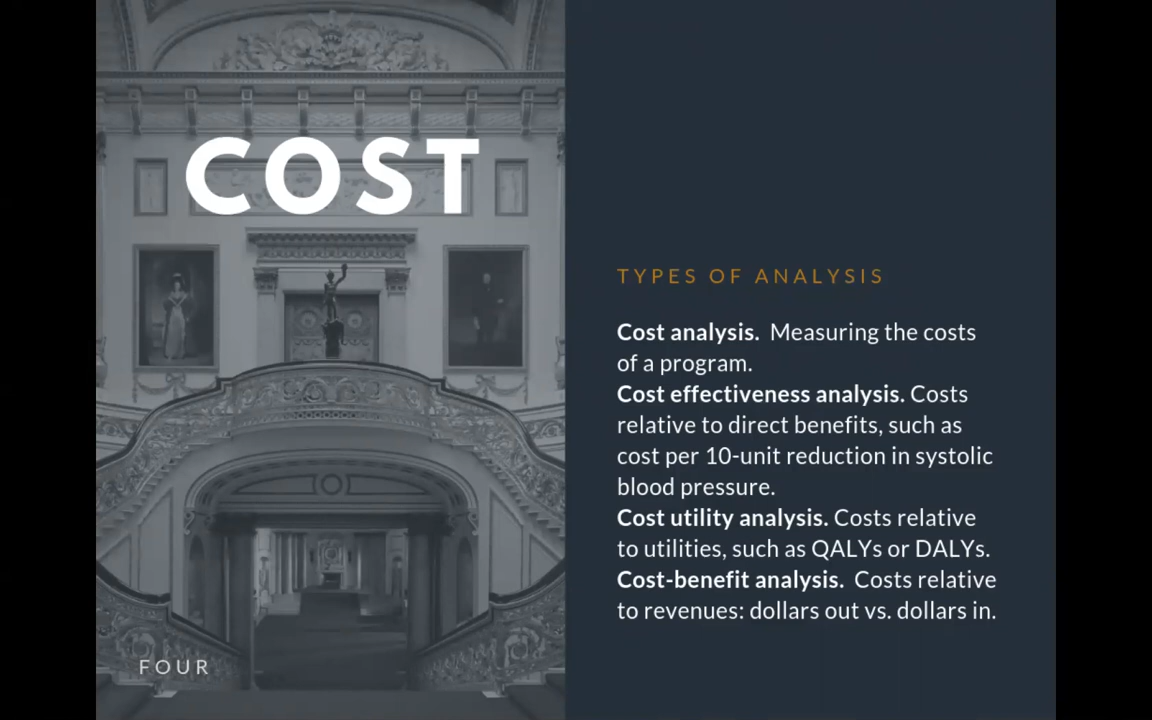 COST
FOUR
TYPES OF ANALYSIS
Cost analysis. Measuring the costs
of a program.
Cost effectiveness analysis. Costs
relative to direct benefits, such as
cost per 10-unit reduction in systolic
blood pressure.
Cost utility analysis. Costs relative
to utilities, such as QALYs or DALYs.
Cost-benefit analysis. Costs relative
to revenues: dollars out vs. dollars in.